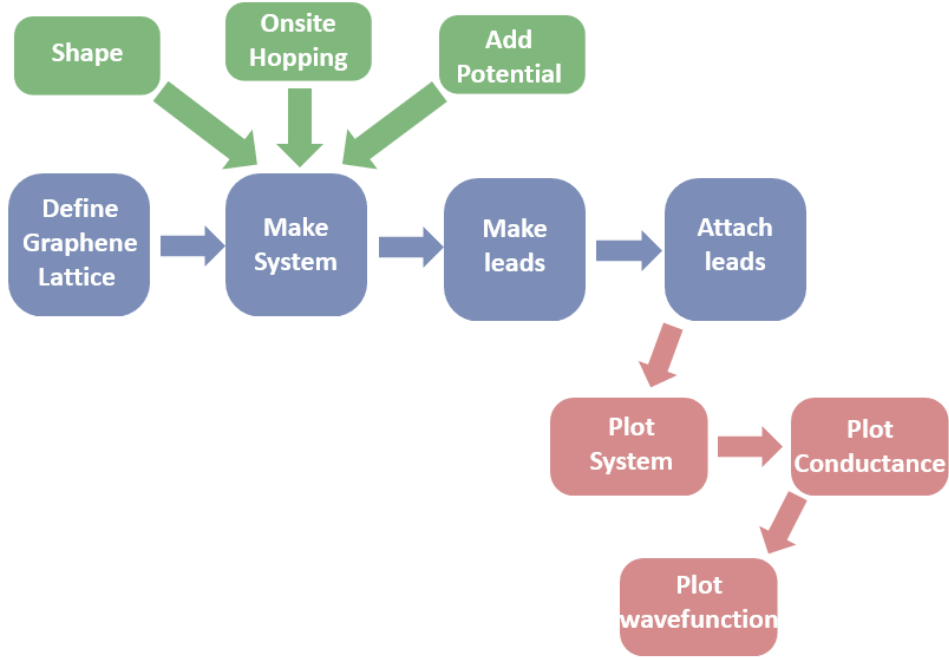 Shape
Onsite
Hopping
Add
Potential
Define
Graphene
Lattice
Make
System
Make
leads
Attach
leads
Plot
System
Plot
Conductance
Plot
wavefunction